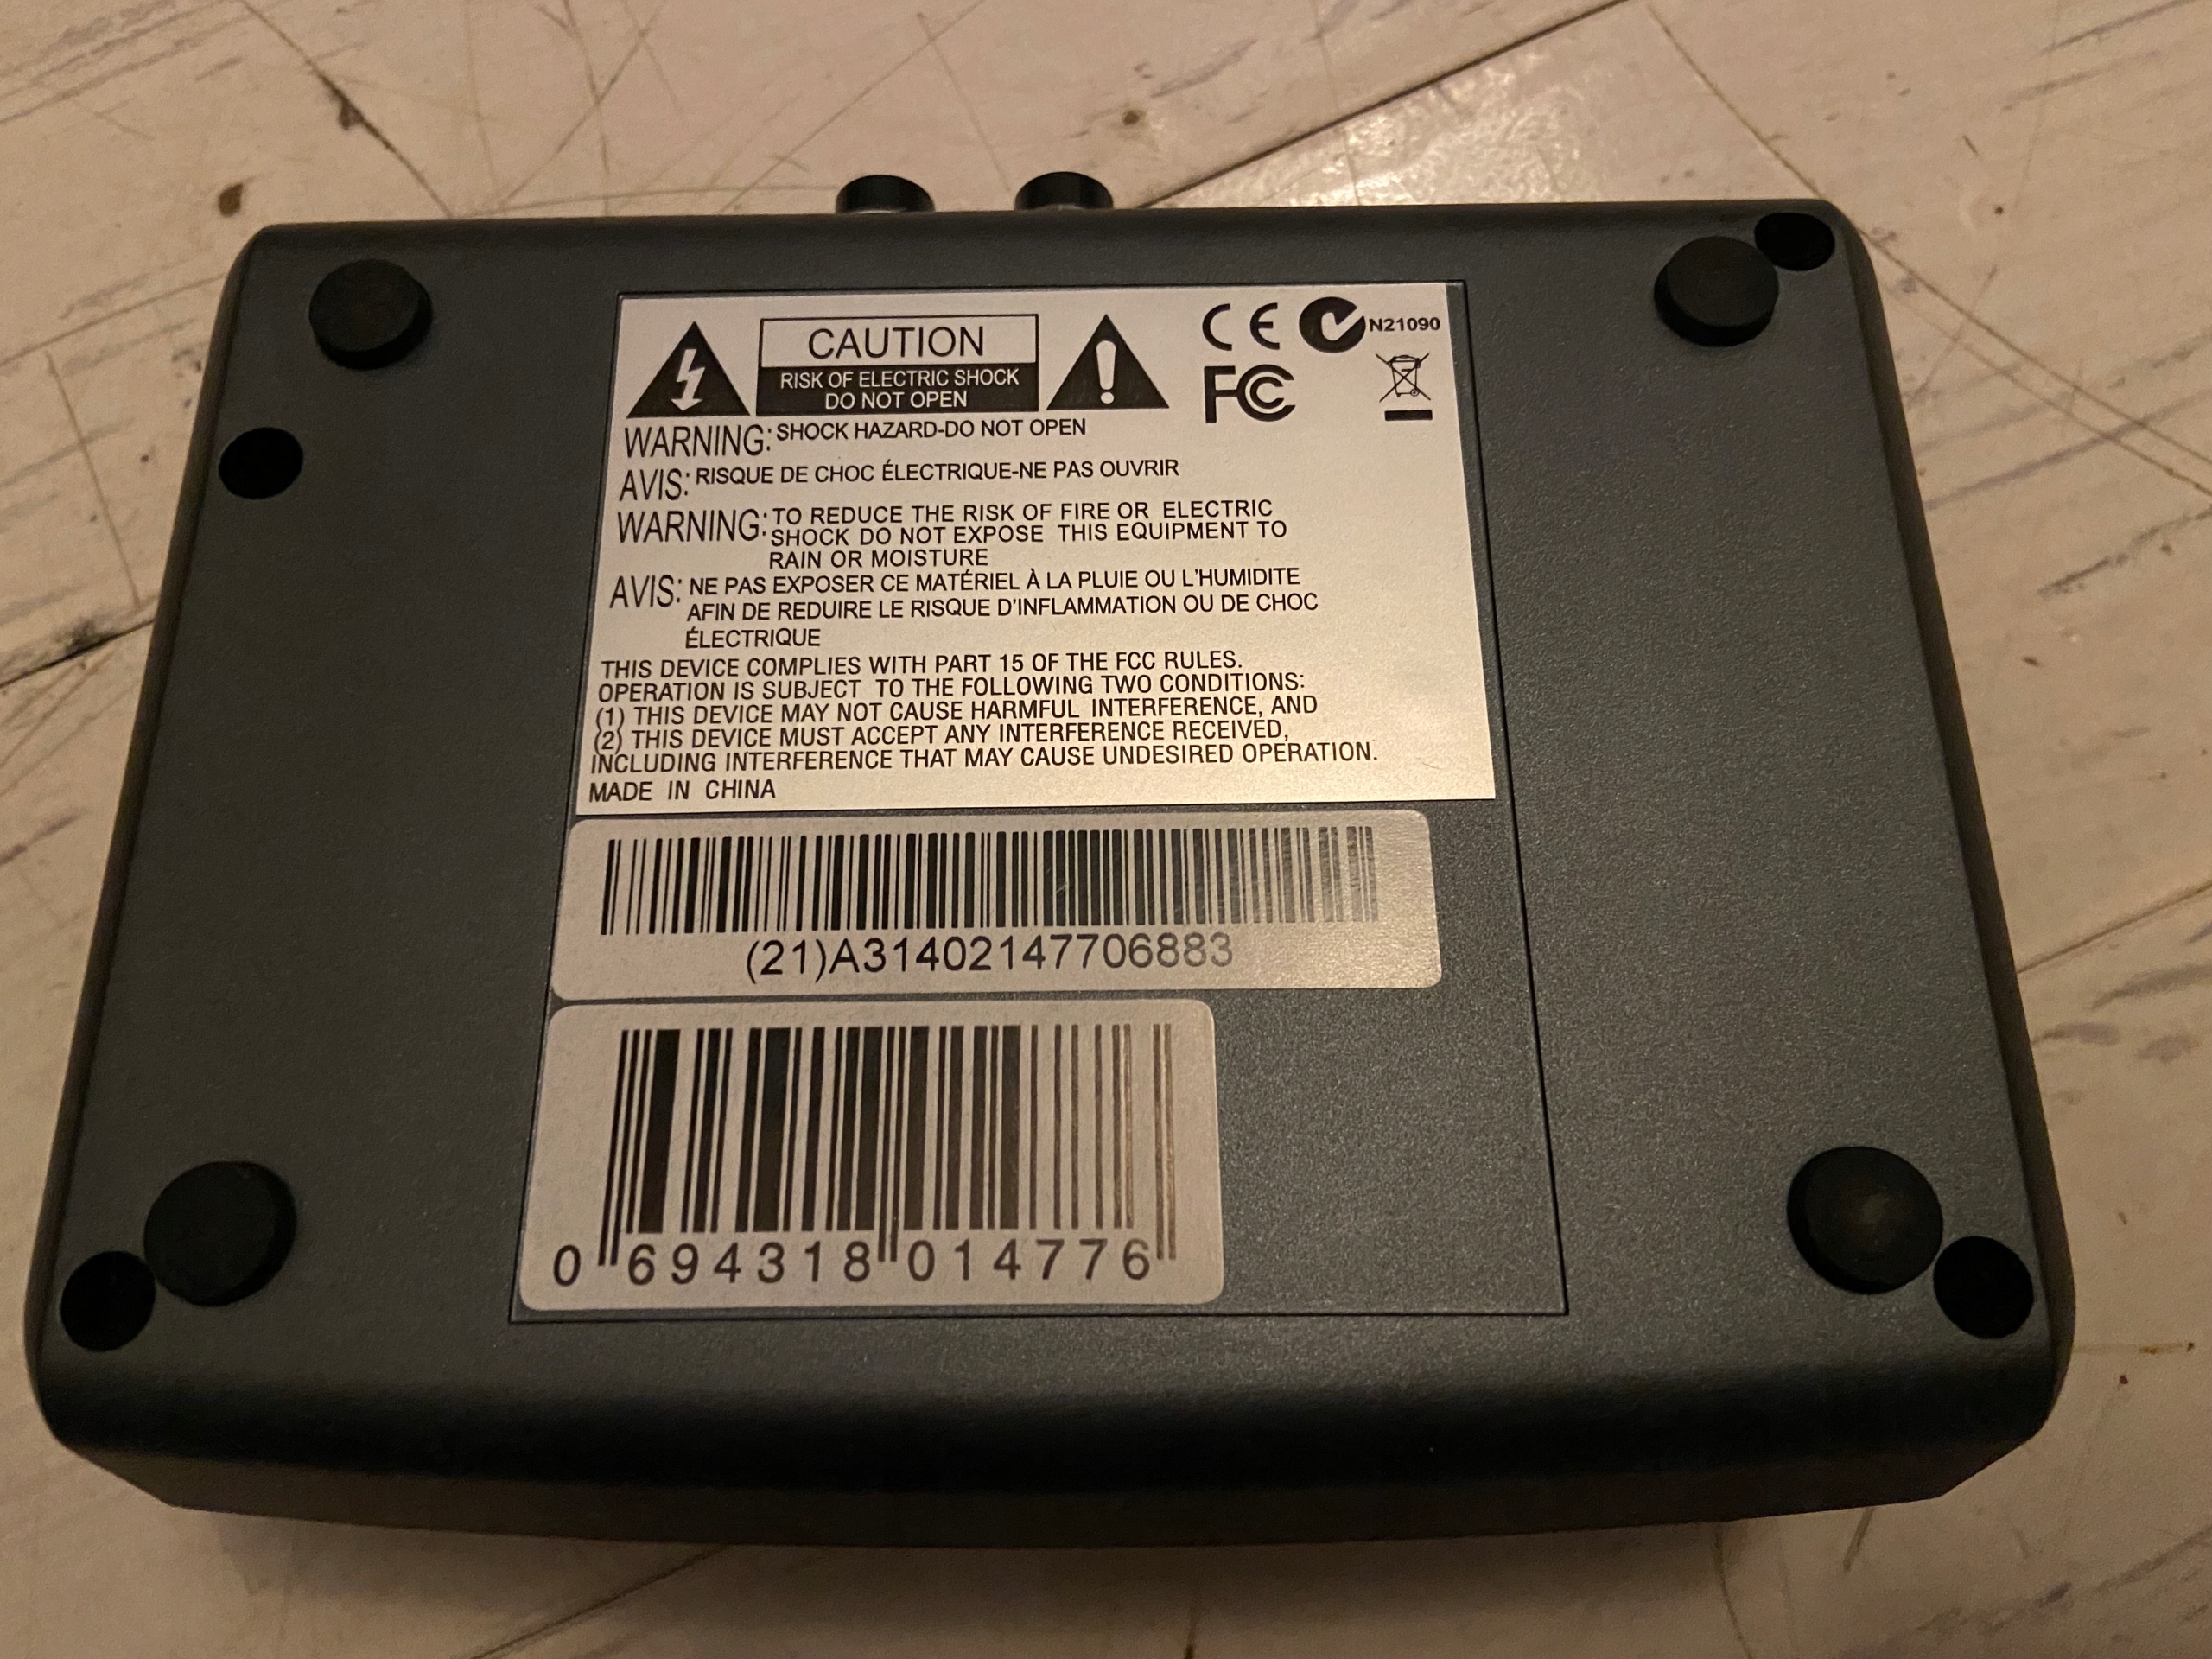 CAUTION
RISK OF ELECTRIC SHOCK
DO NOT OPEN
CE N21090
FC
WARNING: SHOCK HAZARD-DO NOT OPEN
AVIS: RISQUE DE CHOC ÉLECTRIQUE-NE PAS OUVRIR
WARNING: TO REDUCE THE RISK OF FIRE OR ELECTRIC
SHOCK DO NOT EXPOSE THIS EQUIPMENT TO
RAIN OR MOISTURE
AVIS: NE PAS EXPOSER CE MATÉRIEL À LA PLUIE OU L'HUMIDITE
AFIN DE REDUIRE LE RISQUE D'INFLAMMATION OU DE CHOC
ÉLECTRIQUE
THIS DEVICE COMPLIES WITH PART 15 OF THE FCC RULES.
OPERATION IS SUBJECT TO THE FOLLOWING TWO CONDITIONS:
(1) THIS DEVICE MAY NOT CAUSE HARMFUL INTERFERENCE, AND
(2) THIS DEVICE MUST ACCEPT ANY INTERFERENCE RECEIVED,
INCLUDING INTERFERENCE THAT MAY CAUSE UNDESIRED OPERATION.
MADE IN CHINA
(21)A31402147706883
0 694318 014776